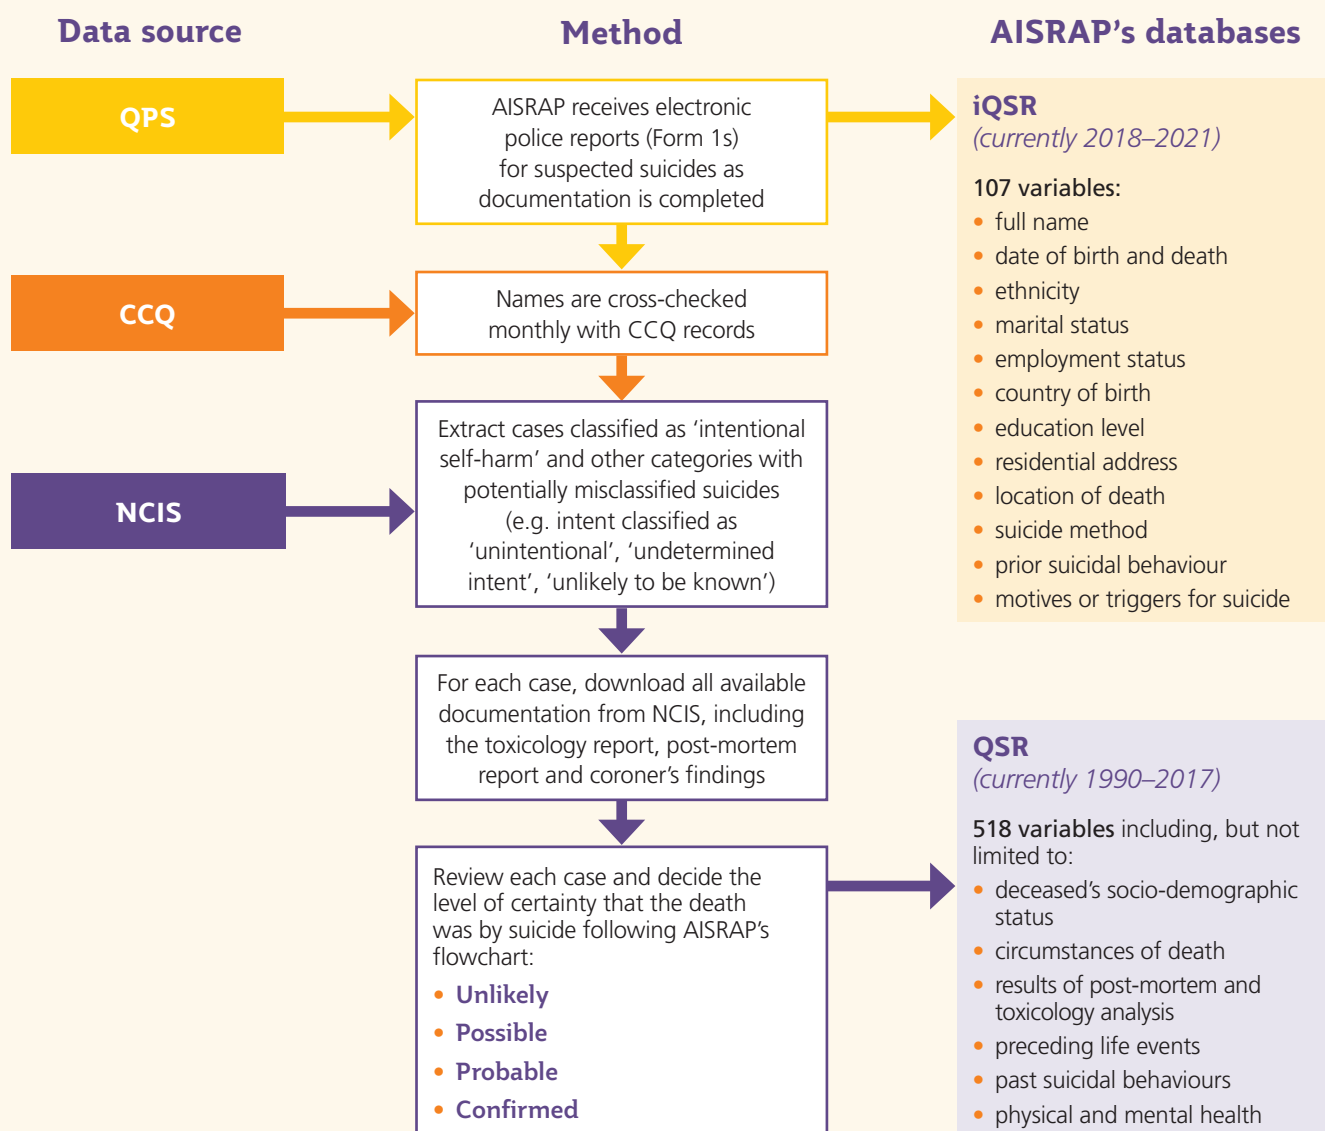 Data source
Method
AISRAP's databases
QPS
AISRAP receives electronic
police reports (Form 1s)
for suspected suicides as
documentation is completed
CCQ
Names are cross-checked
monthly with CCQ records
NCIS
Extract cases classified as ‘intentional
self-harm’ and other categories with
potentially misclassified suicides
(e.g. intent classified as
‘unintentional’, ‘undetermined
intent’, ‘unlikely to be known’)
For each case, download all available
documentation from NCIS, including
the toxicology report, post-mortem
report and coroner’s findings
Review each case and decide the
level of certainty that the death
was by suicide following AISRAP’s
flowchart:
• Unlikely
• Possible
• Probable
• Confirmed
iQSR
(currently 2018–2021)
107 variables:
• full name
• date of birth and death
• ethnicity
• marital status
• employment status
• country of birth
• education level
• residential address
• location of death
• suicide method
• prior suicidal behaviour
• motives or triggers for suicide
QSR
(currently 1990–2017)
518 variables including, but not
limited to:
• deceased’s socio-demographic
status
• circumstances of death
• results of post-mortem and
toxicology analysis
• preceding life events
• past suicidal behaviours
• physical and mental health